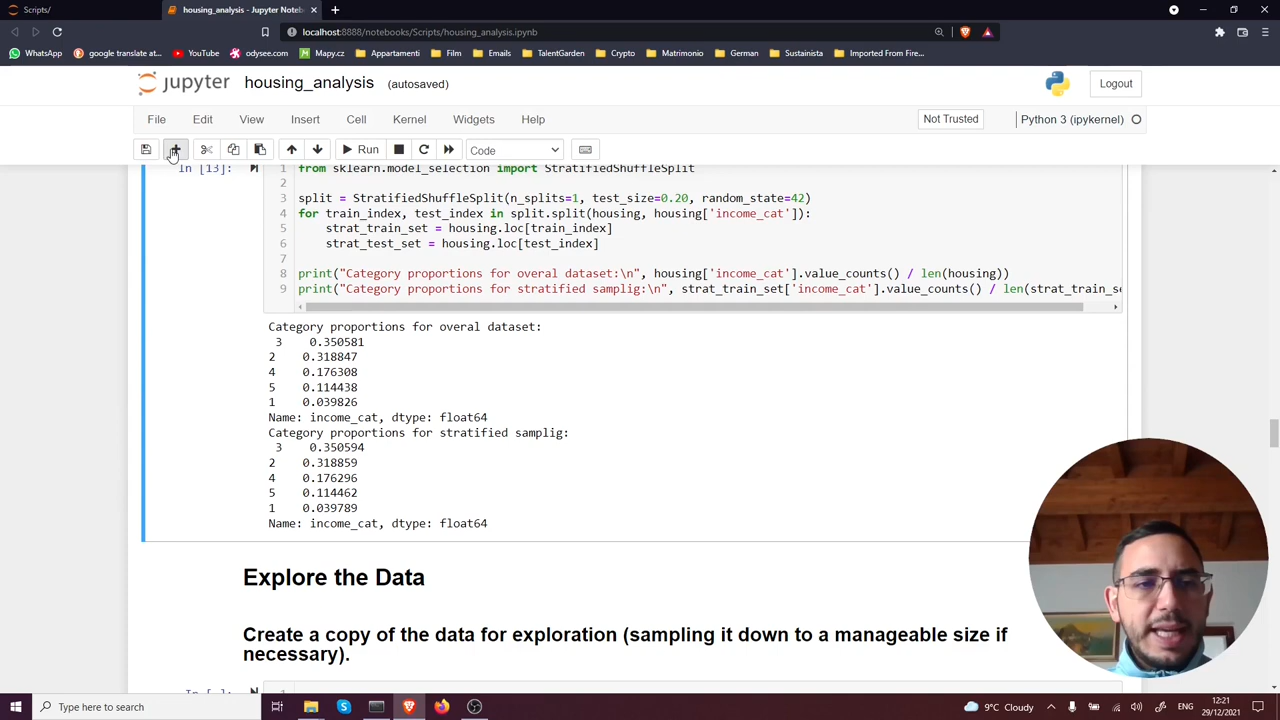 Scripts/
housing_analysis - Jupyter Noteb
localhost:8888/notebooks/Scripts/housing_analysis.ipynb
WhatsApp
google translate at...
YouTube
odysee.com
Mapy.cz
Appartamenti
Film
Emails
TalentGarden
Crypto
Matrimonio
German
Sustainista
Imported From Fire...
jupyter
housing_analysis
(autosaved)
Logout
File
Edit
View
Insert
Cell
Kernel
Widgets
Help
Not Trusted
Python 3 (ipykernel)
Run
Code
In [13]:
1 from sklearn.model_selection import StratifiedShuffleSplit
2
3 split = StratifiedShuffleSplit(n_splits=1, test_size=0.20, random_state=42)
4 for train_index, test_index in split.split(housing, housing['income_cat']):
5 strat_train_set = housing.loc[train_index]
6 strat_test_set = housing.loc[test_index]
7
8 print("Category proportions for overal dataset:\n", housing['income_cat'].value_counts() / len(housing))
9 print("Category proportions for stratified samplig:\n", strat_train_set['income_cat'].value_counts() / len(strat_train_se
Category proportions for overal dataset:
3 0.350581
2 0.318847
4 0.176308
5 0.114438
1 0.039826
Name: income_cat, dtype: float64
Category proportions for stratified samplig:
3 0.350594
2 0.318859
4 0.176296
5 0.114462
1 0.039789
Name: income_cat, dtype: float64
Explore the Data
Create a copy of the data for exploration (sampling it down to a manageable size if
necessary).
In [ ]:
1
Type here to search
9°C Cloudy
12:21
29/12/2021